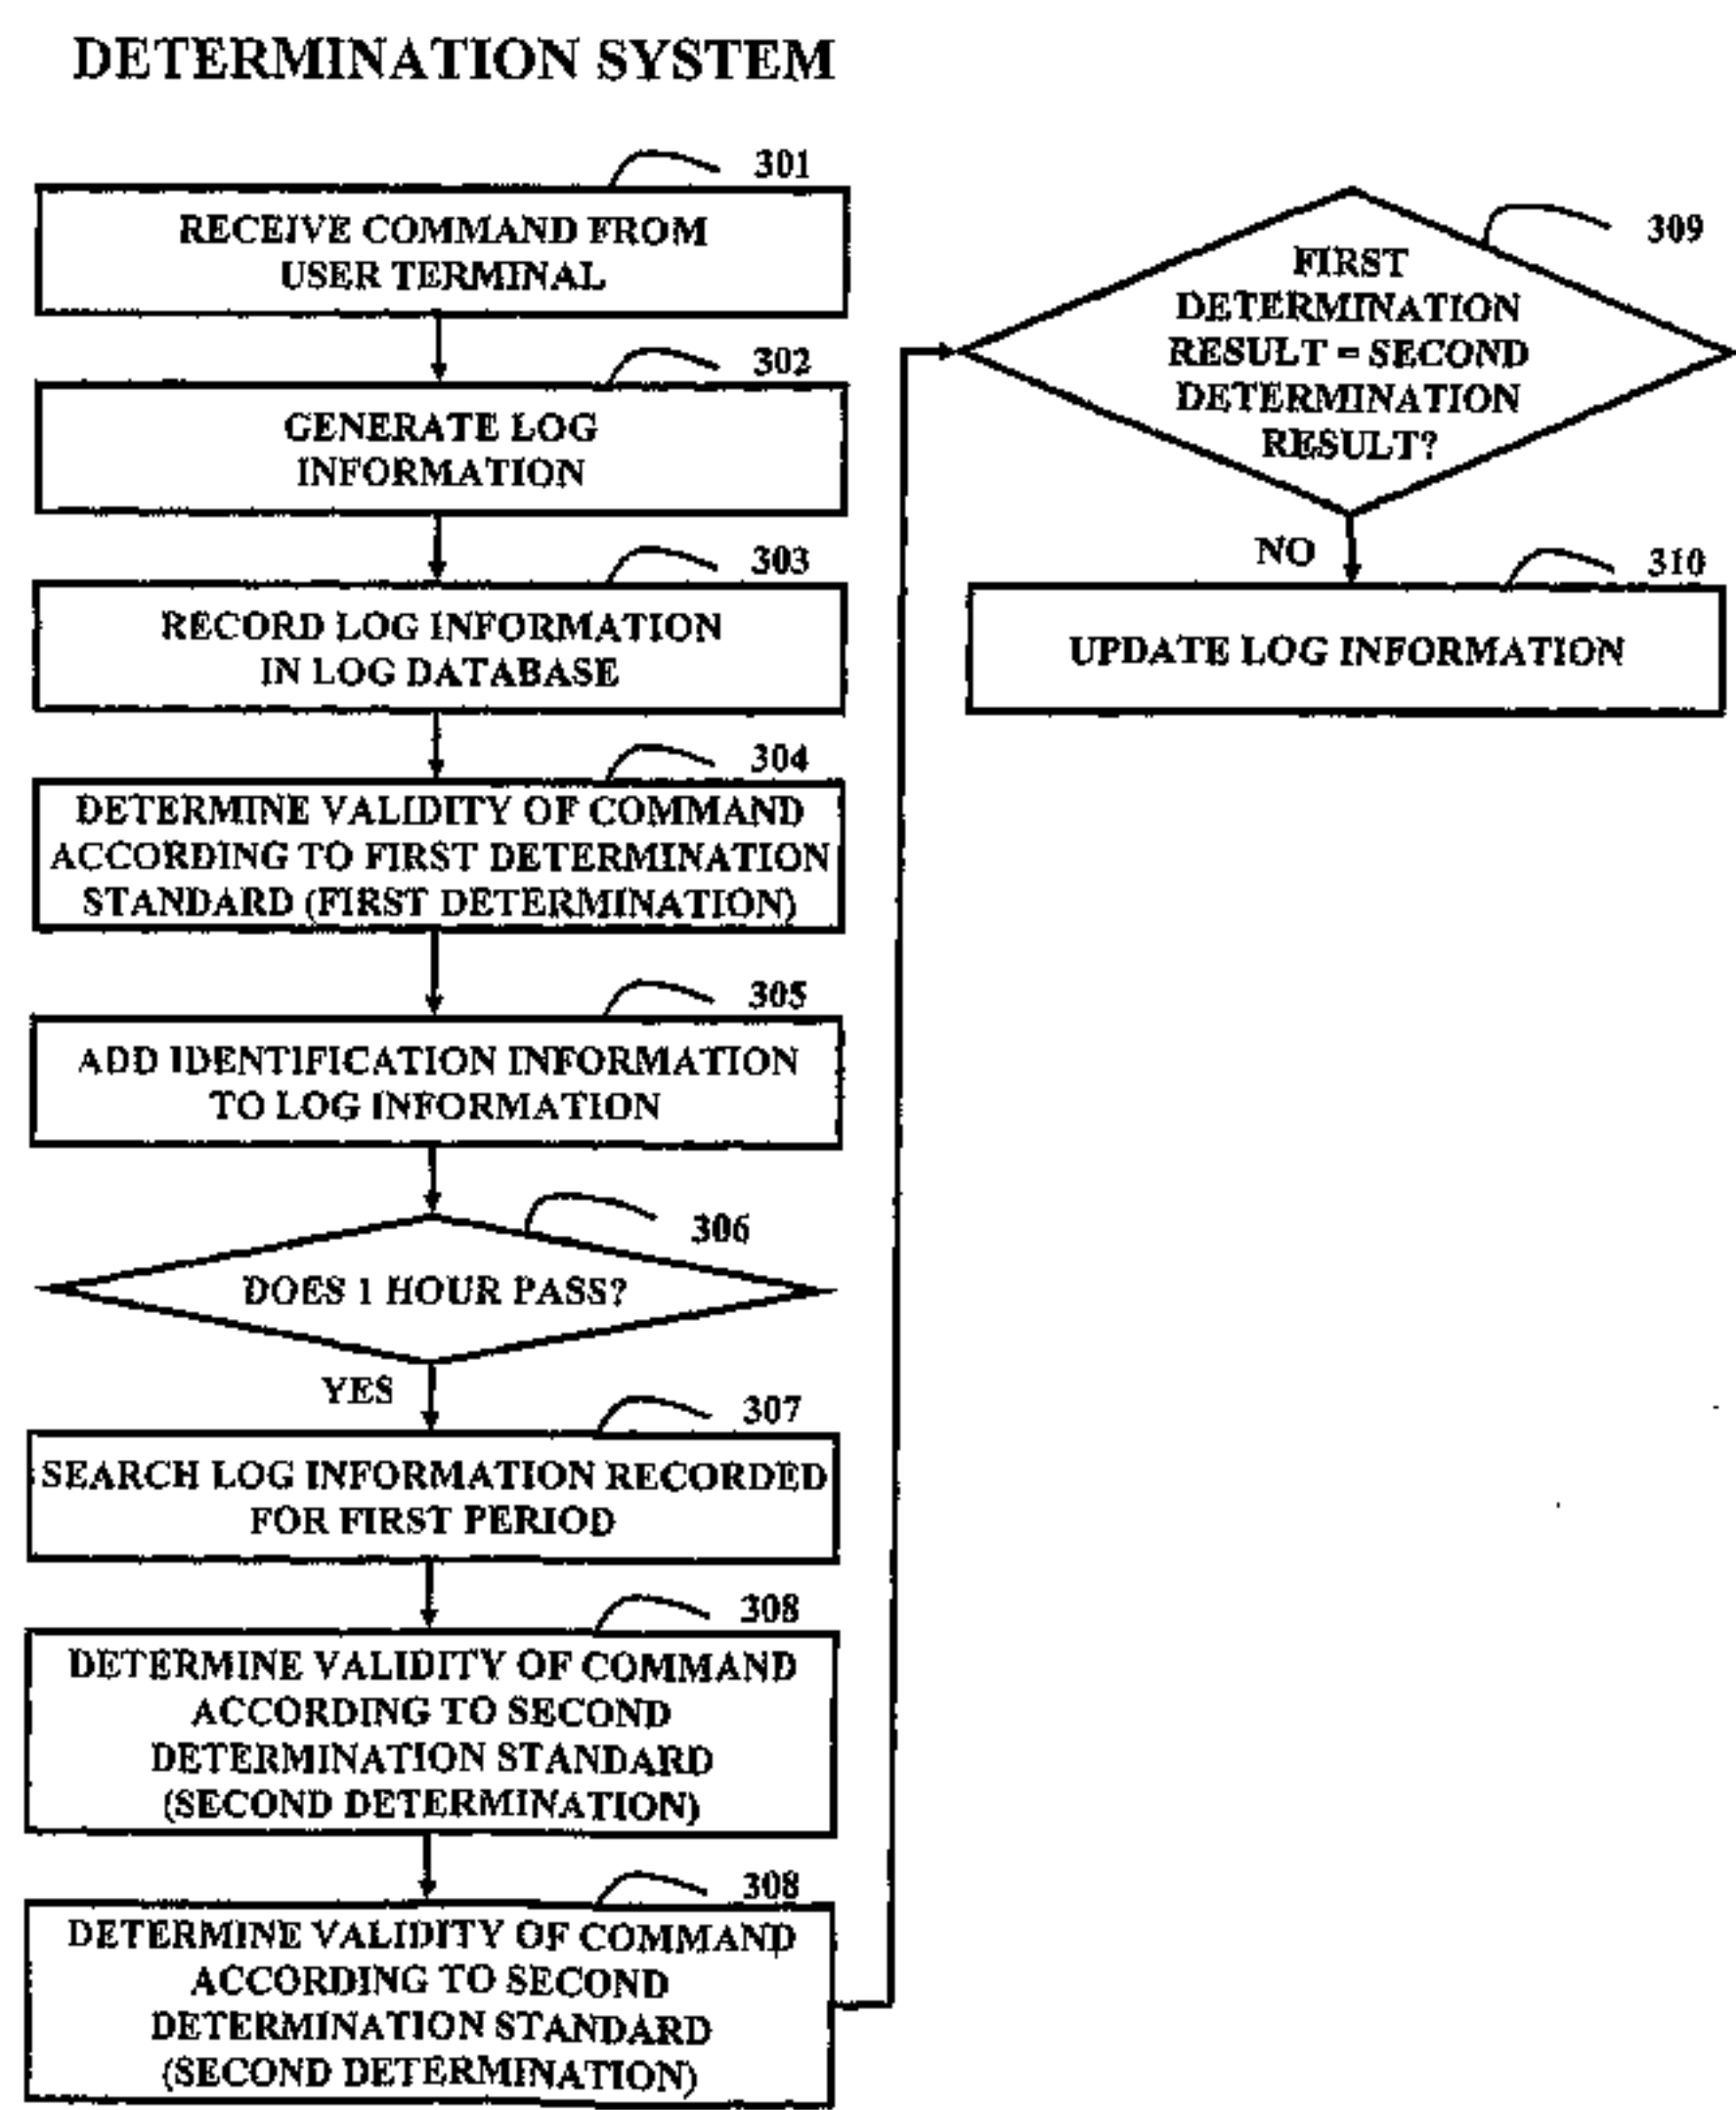 DETERMINATION SYSTEM
301
RECEIVE COMMAND FROM
USER TERMINAL
302
GENERATE LOG
INFORMATION
303
RECORD LOG INFORMATION
IN LOG DATABASE
304
DETERMINE VALIDITY OF COMMAND
ACCORDING TO FIRST DETERMINATION
STANDARD (FIRST DETERMINATION)
305
ADD IDENTIFICATION INFORMATION
TO LOG INFORMATION
306
DOES 1 HOUR PASS?
YES
307
SEARCH LOG INFORMATION RECORDED
FOR FIRST PERIOD
308
DETERMINE VALIDITY OF COMMAND
ACCORDING TO SECOND
DETERMINATION STANDARD
(SECOND DETERMINATION)
308
DETERMINE VALIDITY OF COMMAND
ACCORDING TO SECOND
DETERMINATION STANDARD
(SECOND DETERMINATION)
309
FIRST
DETERMINATION
RESULT = SECOND
DETERMINATION
RESULT?
NO
310
UPDATE LOG INFORMATION